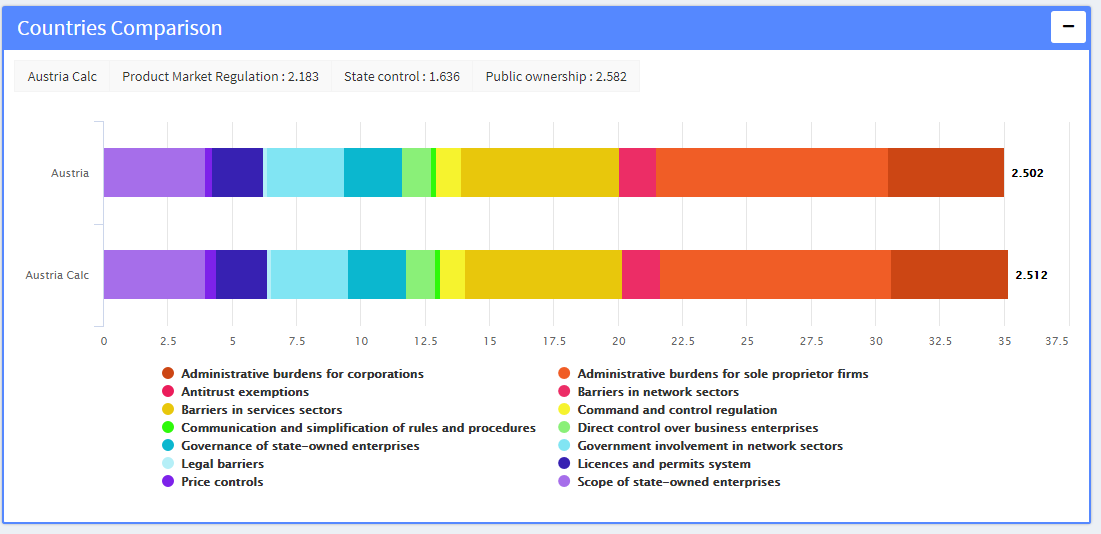 Countries Comparison
Austria Calc Product Market Regulation : 2.183 State control : 1.636 Public ownership : 2.582
Austria 2.502
Austria Calc 2.512
0 2.5 5 7.5 10 12.5 15 17.5 20 22.5 25 27.5 30 32.5 35 37.5
Administrative burdens for corporations Administrative burdens for sole proprietor firms
Antitrust exemptions Barriers in network sectors
Barriers in services sectors Command and control regulation
Communication and simplification of rules and procedures Direct control over business enterprises
Governance of state-owned enterprises Government involvement in network sectors
Legal barriers Licences and permits system
Price controls Scope of state-owned enterprises